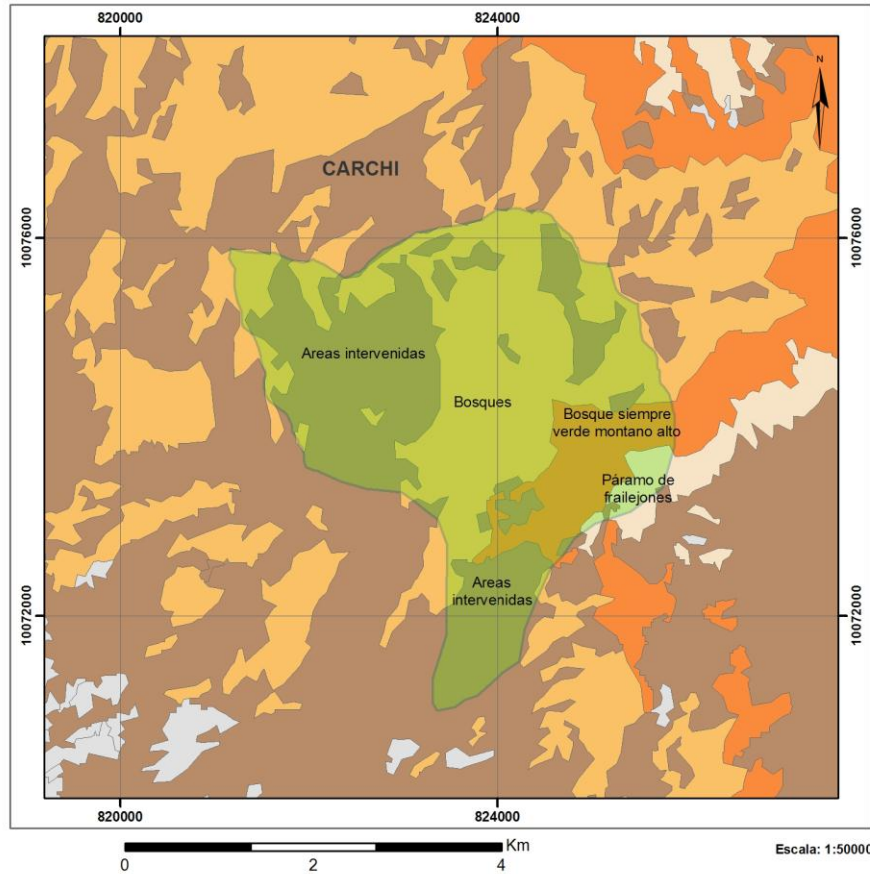 820000
824000
N
CARCHI
10076000
10076000
Areas intervenidas
Bosques
Bosque siempre
verde montano alto
Páramo de
frailejones
Areas
intervenidas
10072000
10072000
820000
824000
Km
0
2
4
Escala: 1:50000